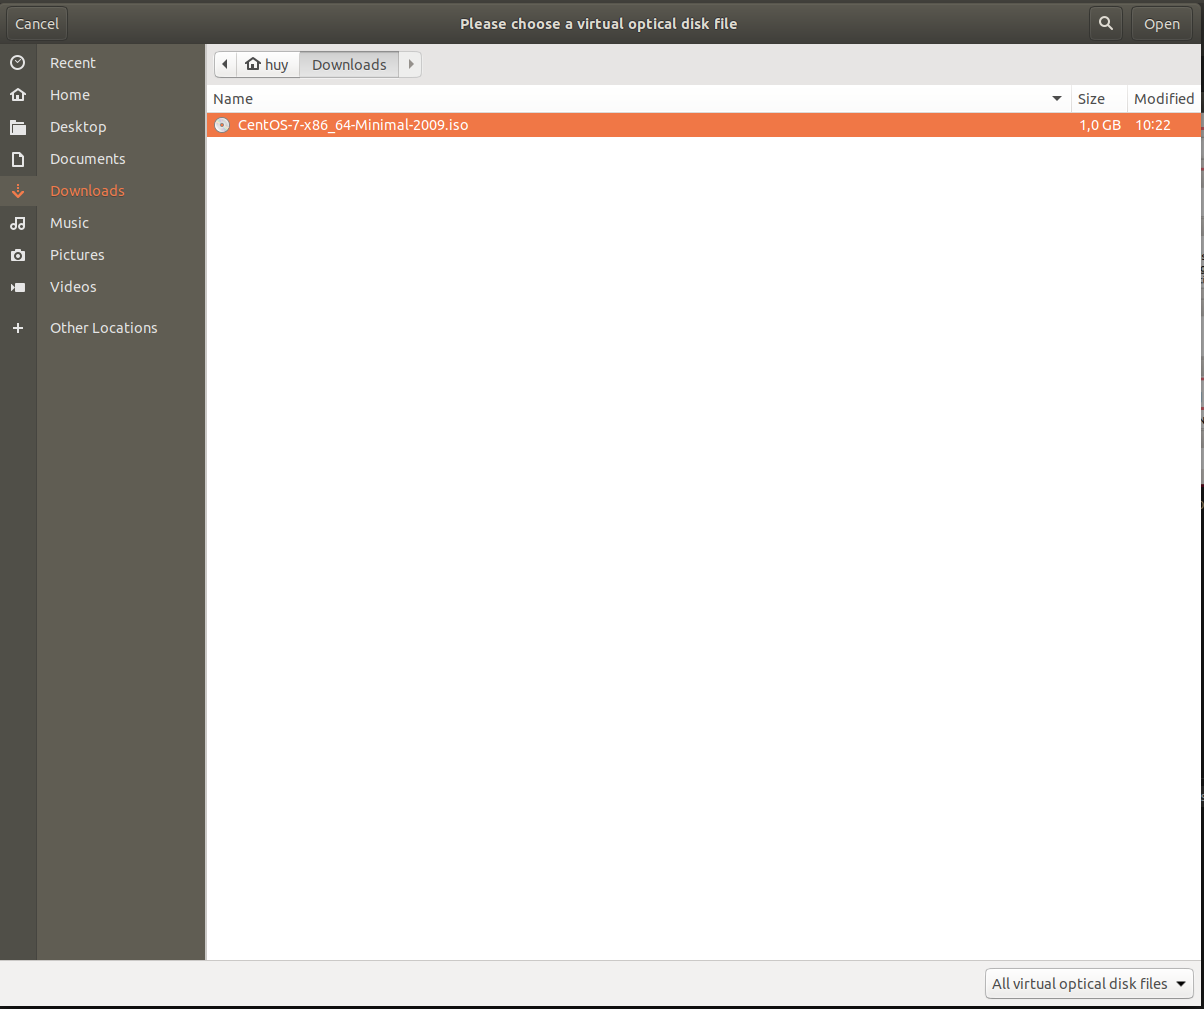 Cancel Please choose a virtual optical disk file Open
Recent
Home
Desktop
Documents
Downloads
Music
Pictures
Videos
Other Locations
huy Downloads
Name Size Modified
CentOS-7-x86_64-Minimal-2009.iso 1,0 GB 10:22
All virtual optical disk files